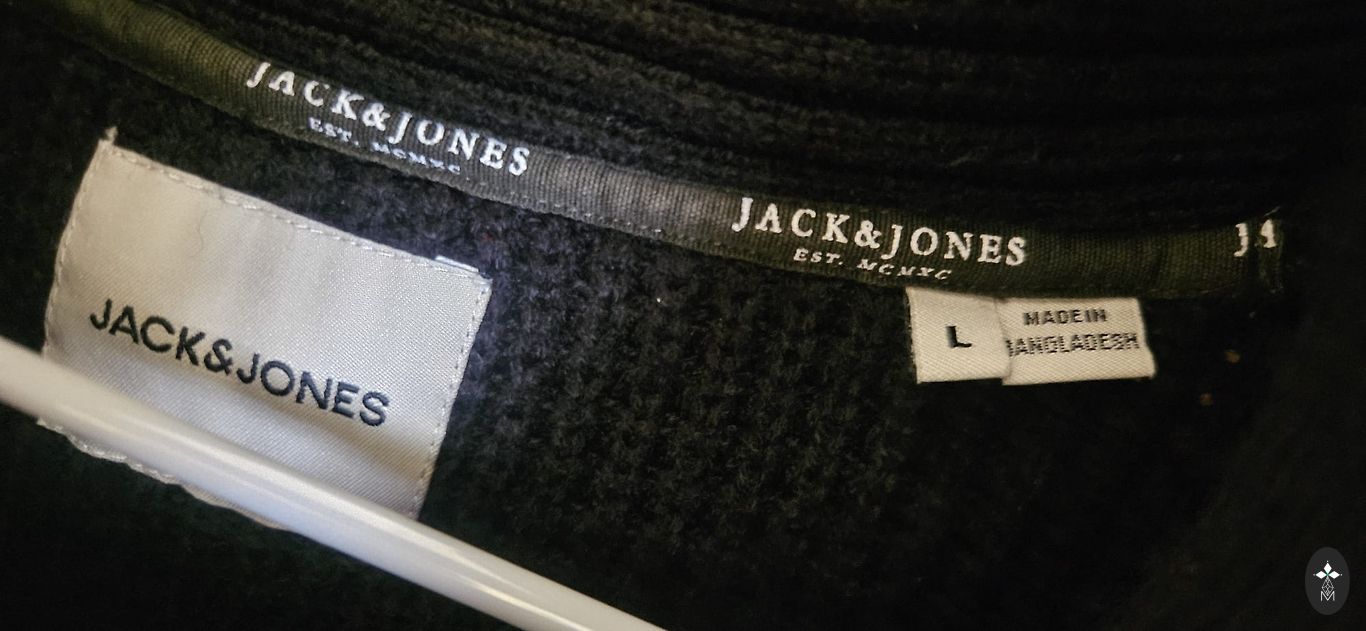 JACK&JONES
EST. MCMXC
JACK&JONES
EST. MCMXC
JACK&JONES
L
MADE IN
BANGLADESH
M